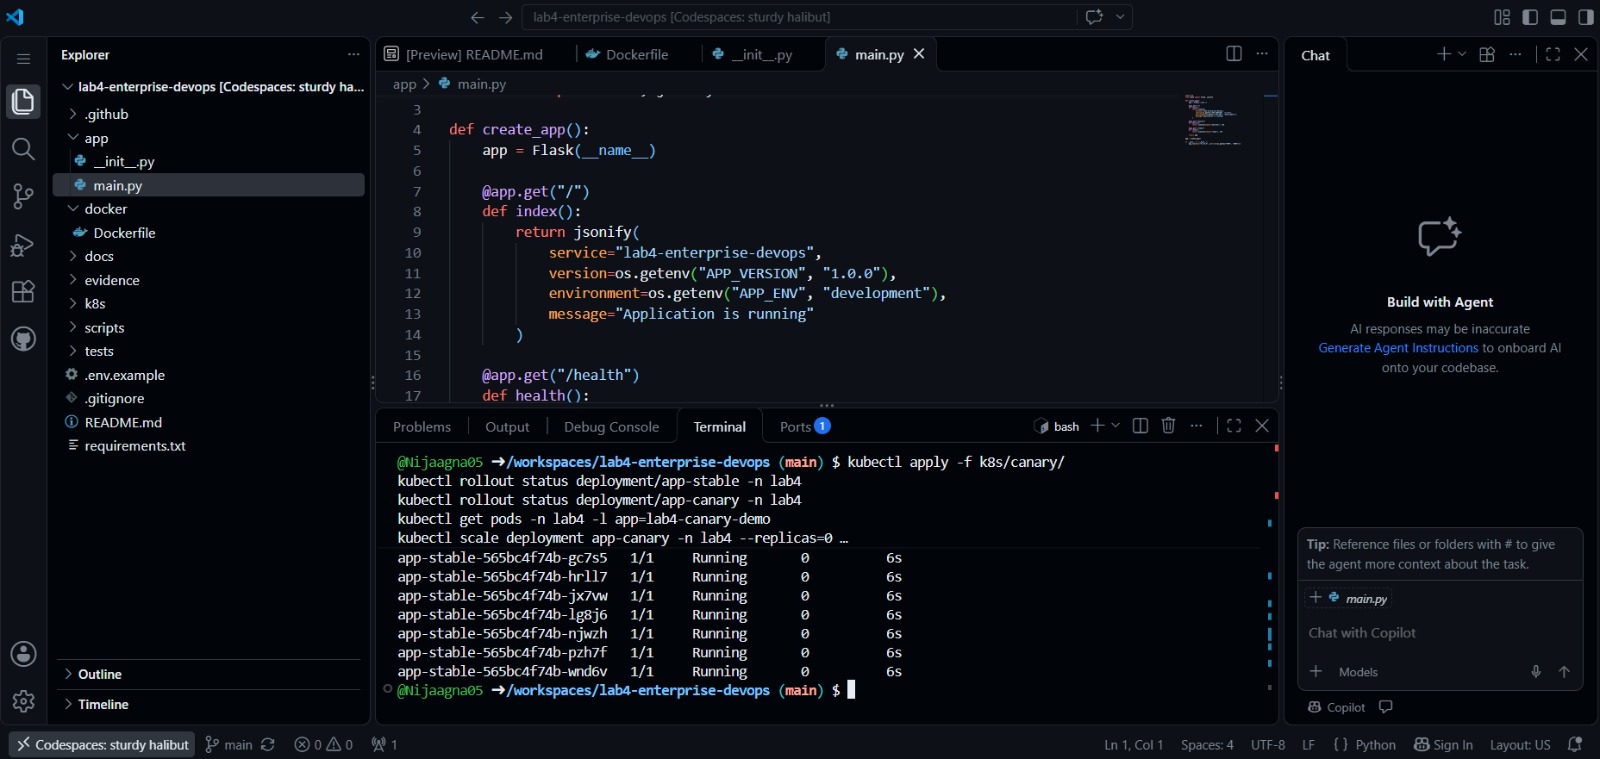 lab4-enterprise-devops [Codespaces: sturdy halibut]
Explorer
lab4-enterprise-devops [Codespaces: sturdy ha...
.github
app
__init__.py
main.py
docker
Dockerfile
docs
evidence
k8s
scripts
tests
.env.example
.gitignore
README.md
requirements.txt
Outline
Timeline
[Preview] README.md
Dockerfile
__init__.py
main.py
app > main.py
3
4 def create_app():
5 app = Flask(__name__)
6
7 @app.get("/")
8 def index():
9 return jsonify(
10 service="lab4-enterprise-devops",
11 version=os.getenv("APP_VERSION", "1.0.0"),
12 environment=os.getenv("APP_ENV", "development"),
13 message="Application is running"
14 )
15
16 @app.get("/health")
17 def health():
Problems
Output
Debug Console
Terminal
Ports 1
bash
@Nijaagna05 ➜/workspaces/lab4-enterprise-devops (main) $ kubectl apply -f k8s/canary/
kubectl rollout status deployment/app-stable -n lab4
kubectl rollout status deployment/app-canary -n lab4
kubectl get pods -n lab4 -l app=lab4-canary-demo
kubectl scale deployment app-canary -n lab4 --replicas=0 …
app-stable-565bc4f74b-gc7s5 1/1 Running 0 6s
app-stable-565bc4f74b-hrll7 1/1 Running 0 6s
app-stable-565bc4f74b-jx7vw 1/1 Running 0 6s
app-stable-565bc4f74b-lg8j6 1/1 Running 0 6s
app-stable-565bc4f74b-njwzh 1/1 Running 0 6s
app-stable-565bc4f74b-pzh7f 1/1 Running 0 6s
app-stable-565bc4f74b-wnd6v 1/1 Running 0 6s
@Nijaagna05 ➜/workspaces/lab4-enterprise-devops (main) $
Chat
Build with Agent
AI responses may be inaccurate
Generate Agent Instructions to onboard AI
onto your codebase.
Tip: Reference files or folders with # to give
the agent more context about the task.
main.py
Chat with Copilot
Models
Copilot
Codespaces: sturdy halibut
main
0 0
1
Ln 1, Col 1
Spaces: 4
UTF-8
LF
{ } Python
Sign In
Layout: US